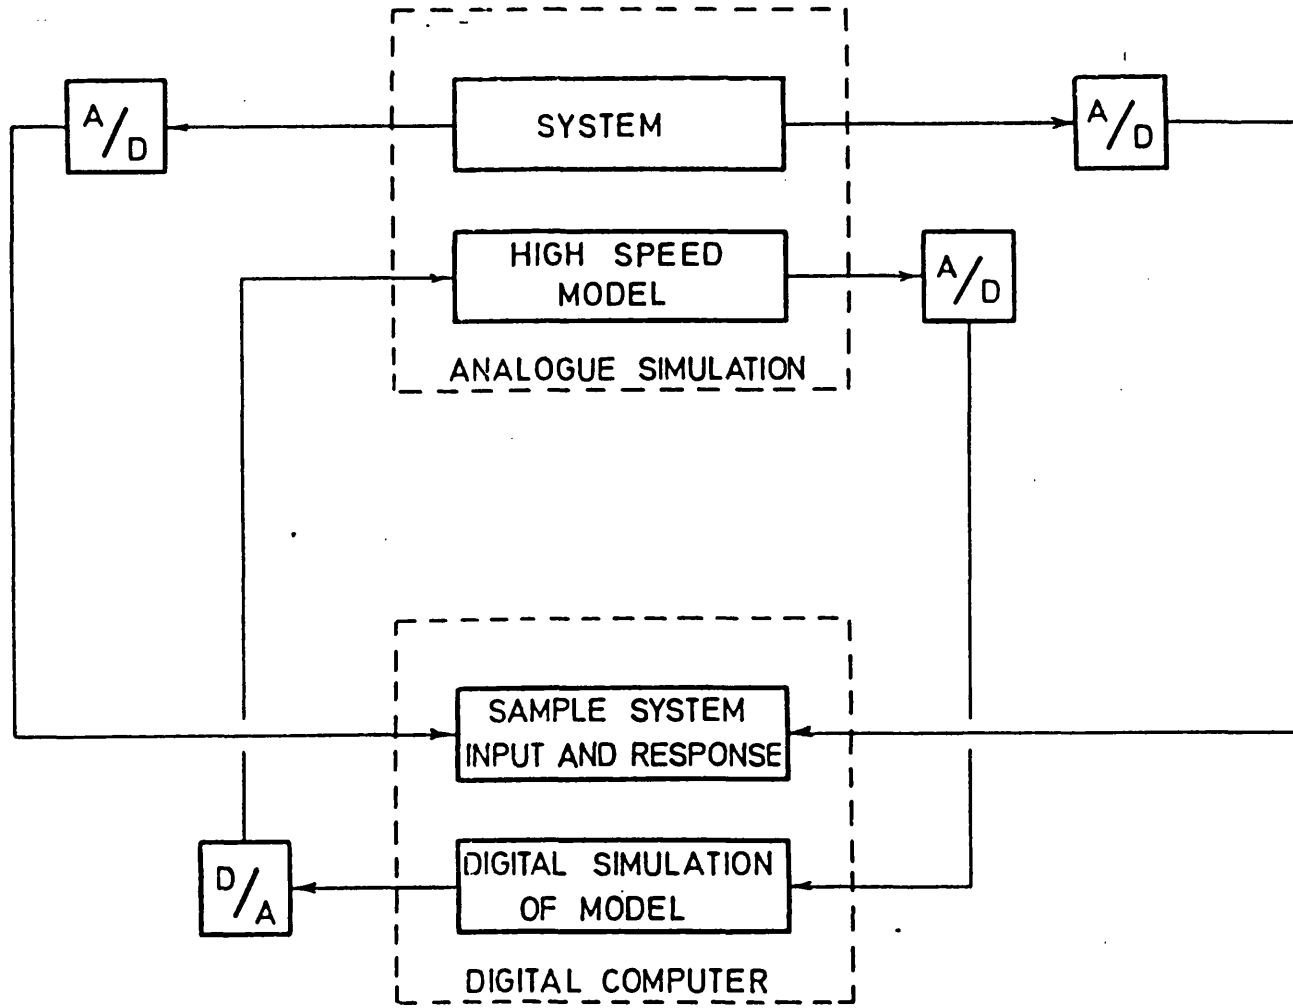 A/D
SYSTEM
A/D
HIGH SPEED
MODEL
A/D
ANALOGUE SIMULATION
SAMPLE SYSTEM
INPUT AND RESPONSE
DIGITAL SIMULATION
OF MODEL
D/A
DIGITAL COMPUTER